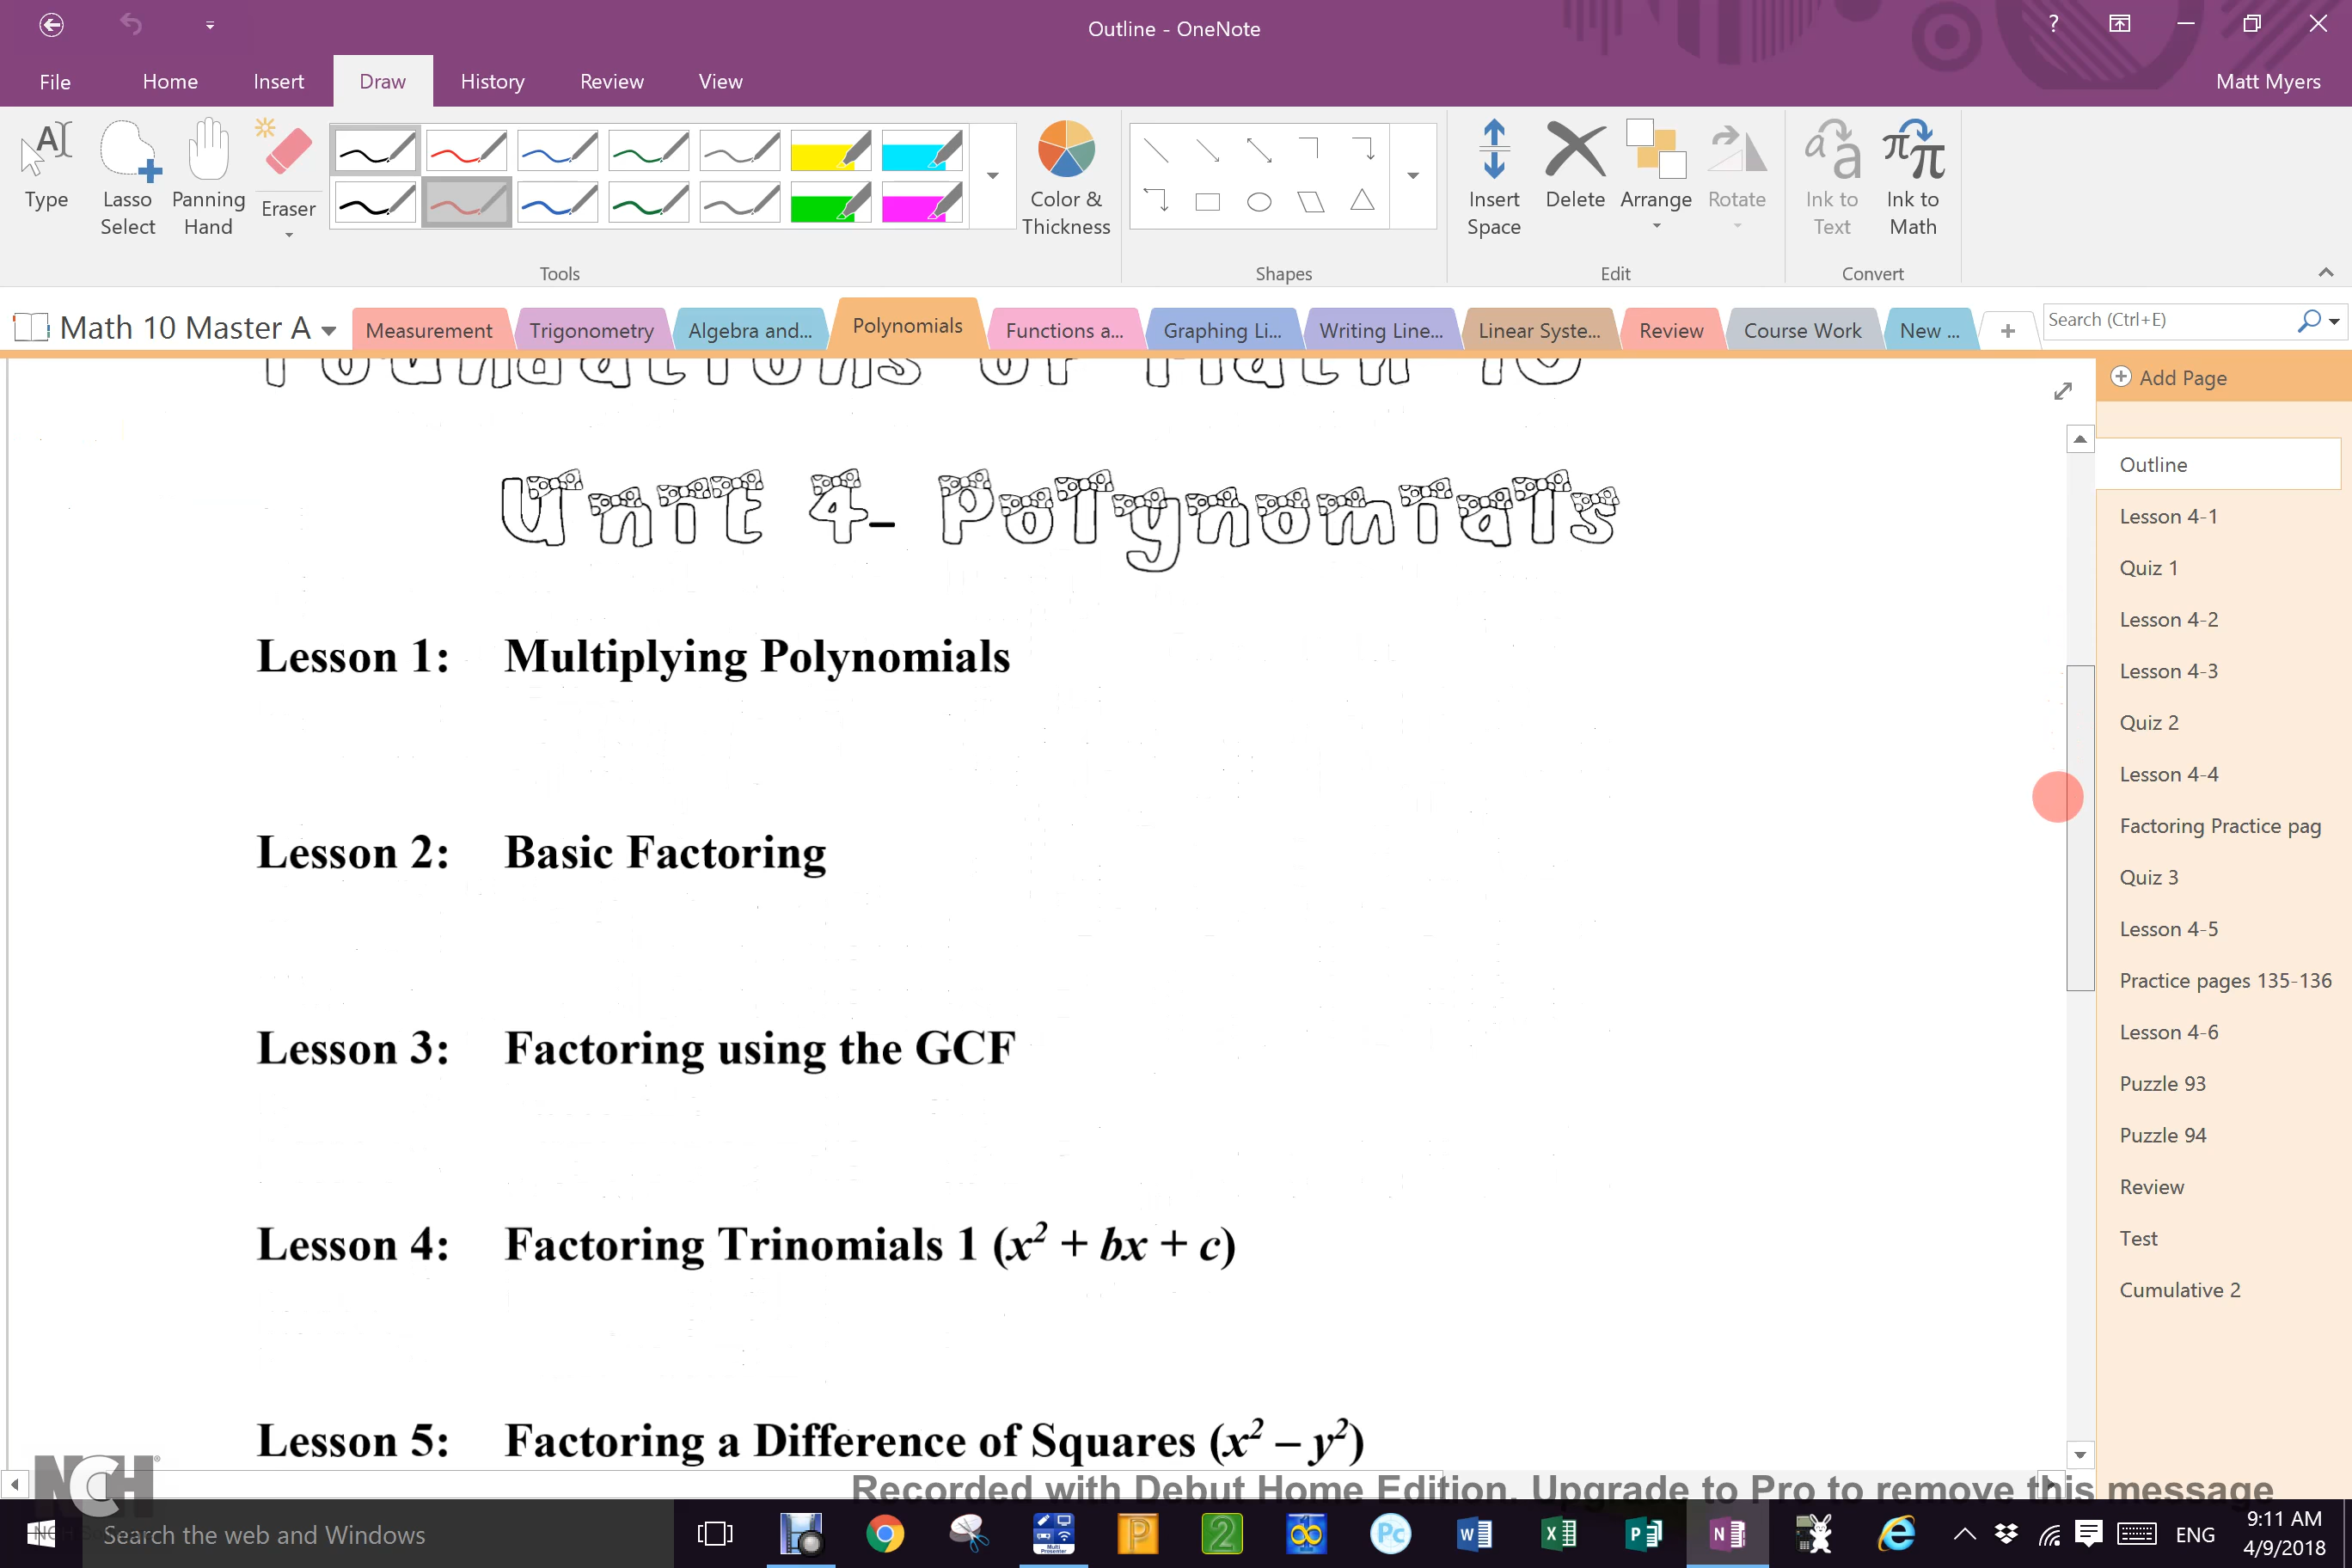 Outline - OneNote
?
File Home Insert Draw History Review View
Matt Myers
Type
Lasso Select
Panning Hand
Eraser
Color & Thickness
Insert Space
Delete
Arrange
Rotate
Ink to Text
Ink to Math
Tools
Shapes
Edit
Convert
Math 10 Master A
Measurement
Trigonometry
Algebra and...
Polynomials
Functions a...
Graphing Li...
Writing Line...
Linear Syste...
Review
Course Work
New ...
Search (Ctrl+E)
Foundations of Math 10
Unit 4- Polynomials
Lesson 1: Multiplying Polynomials
Lesson 2: Basic Factoring
Lesson 3: Factoring using the GCF
Lesson 4: Factoring Trinomials 1 (x² + bx + c)
Lesson 5: Factoring a Difference of Squares (x² – y²)
Add Page
Outline
Lesson 4-1
Quiz 1
Lesson 4-2
Lesson 4-3
Quiz 2
Lesson 4-4
Factoring Practice pag
Quiz 3
Lesson 4-5
Practice pages 135-136
Lesson 4-6
Puzzle 93
Puzzle 94
Review
Test
Cumulative 2
NCH
Recorded with Debut Home Edition. Upgrade to Pro to remove this message
Search the web and Windows
ENG
9:11 AM
4/9/2018